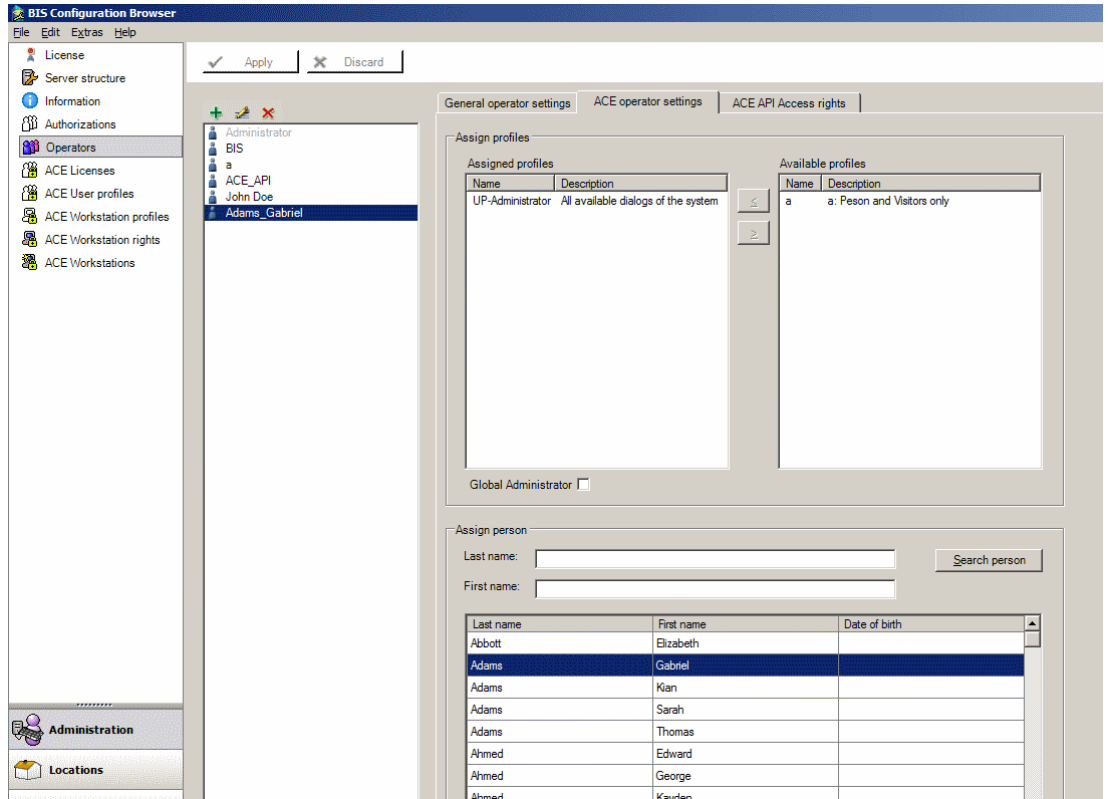 BIS Configuration Browser
File Edit Extras Help
License
Server structure
Information
Authorizations
Operators
ACE Licenses
ACE User profiles
ACE Workstation profiles
ACE Workstation rights
ACE Workstations
Administration
Locations
Apply Discard
Administrator
BIS
a
ACE_API
John Doe
Adams_Gabriel
General operator settings ACE operator settings ACE API Access rights
Assign profiles
Assigned profiles Available profiles
Name Description Name Description
UP-Administrator All available dialogs of the system < a a: Peson and Visitors only
>
Global Administrator
Assign person
Last name: Search person
First name:
Last name First name Date of birth
Abbott Elizabeth
Adams Gabriel
Adams Kian
Adams Sarah
Adams Thomas
Ahmed Edward
Ahmed George
Ahmed Kayden